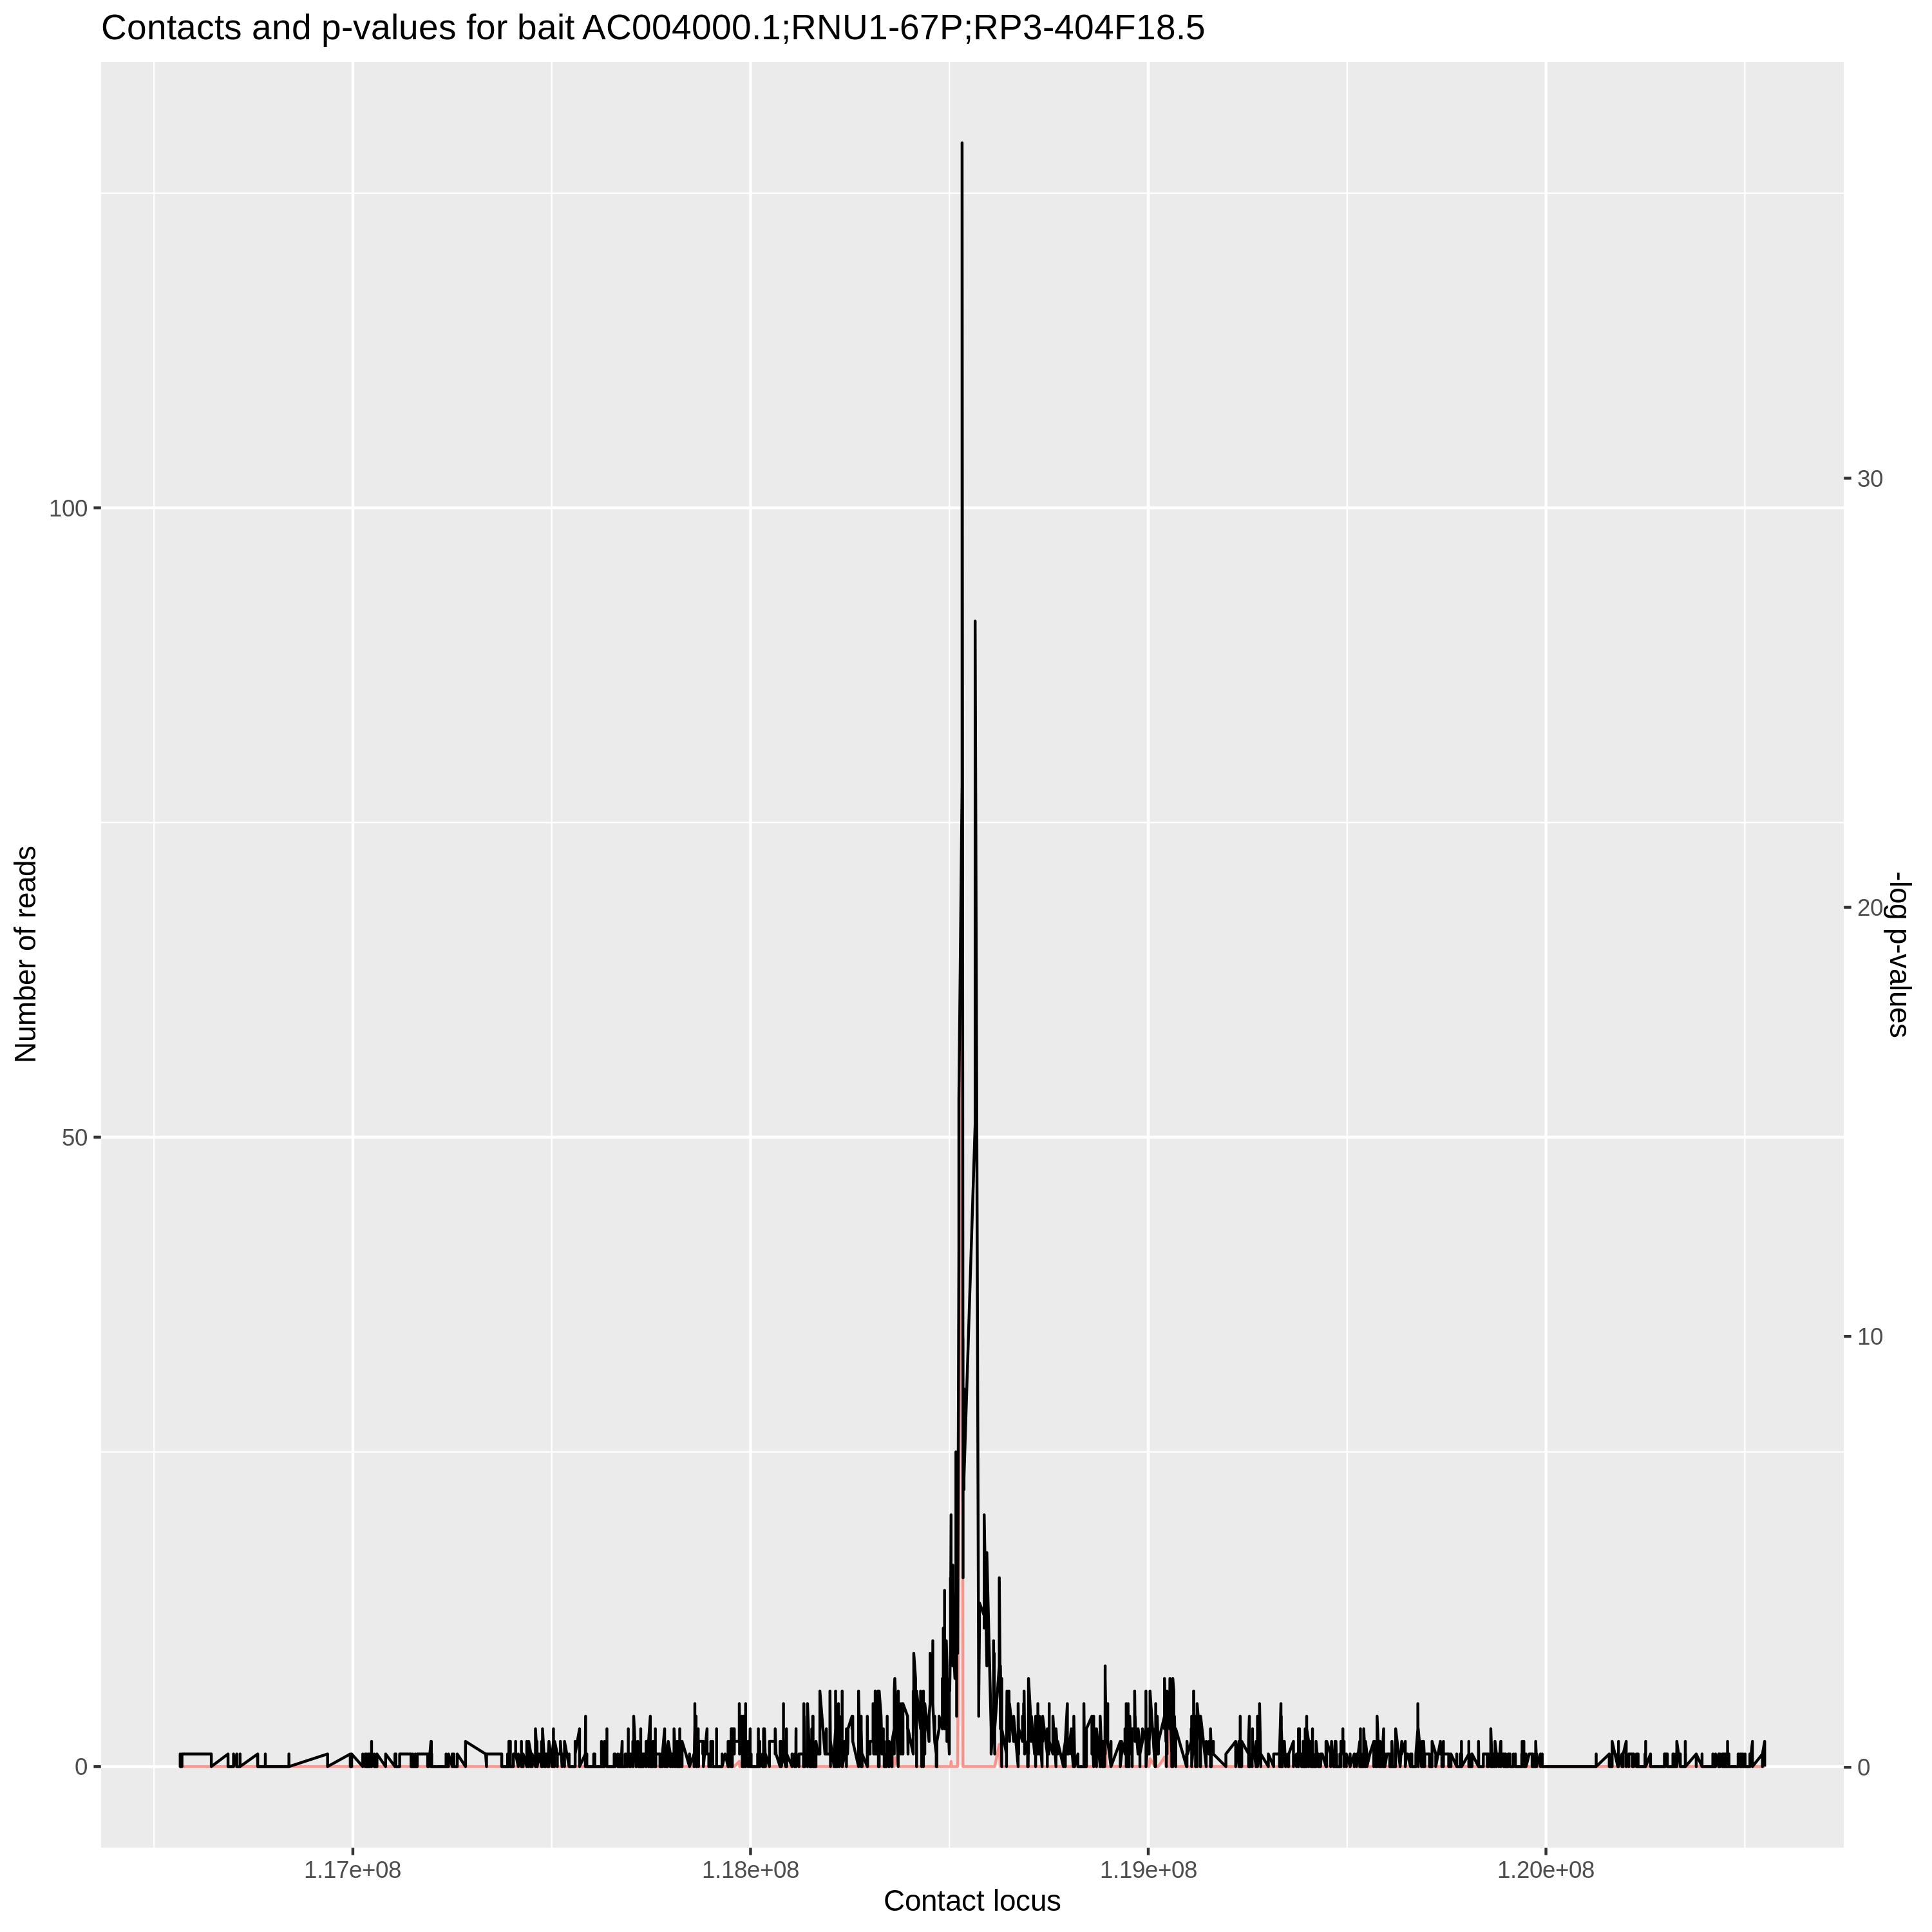 Contacts and p-values for bait AC004000.1;RNU1-67P;RP3-404F18.5
Number of reads
100
50
0
30
20
10
0
-log p-values
1.17e+08
1.18e+08
1.19e+08
1.20e+08
Contact locus